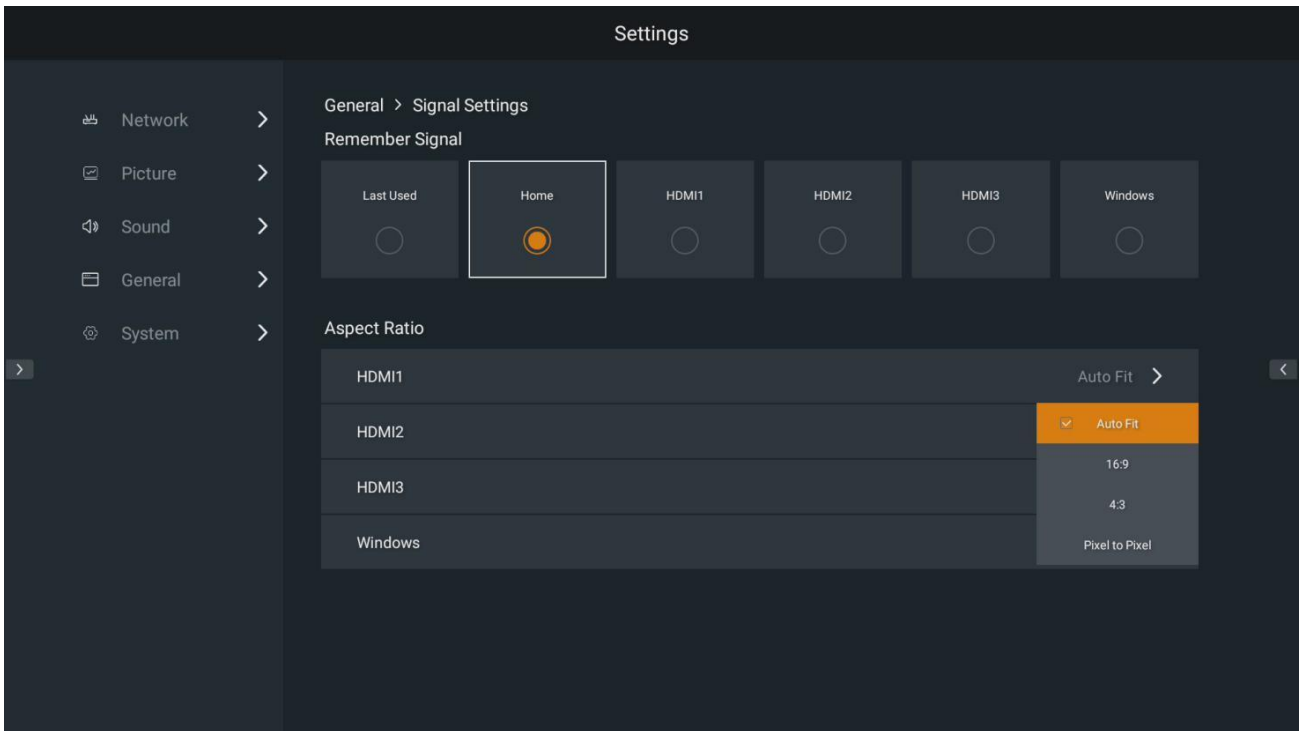 Settings
Network
Picture
Sound
General
System
General > Signal Settings
Remember Signal
Last Used Home HDMI1 HDMI2 HDMI3 Windows
Aspect Ratio
HDMI1 Auto Fit
HDMI2
HDMI3
Windows
Auto Fit
16:9
4:3
Pixel to Pixel